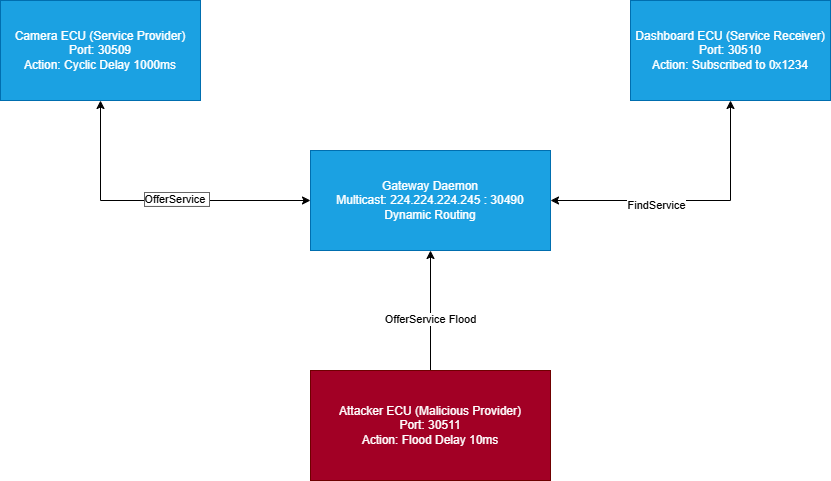 Camera ECU (Service Provider)
Port: 30509
Action: Cyclic Delay 1000ms
Dashboard ECU (Service Receiver)
Port: 30510
Action: Subscribed to 0x1234
Gateway Daemon
Multicast: 224.224.224.245 : 30490
Dynamic Routing
OfferService
FindService
OfferService Flood
Attacker ECU (Malicious Provider)
Port: 30511
Action: Flood Delay 10ms